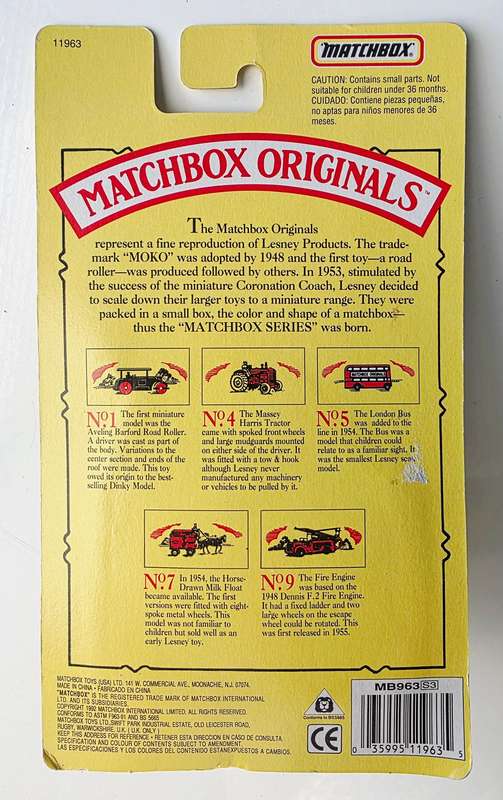 11963
MATCHBOX
CAUTION: Contains small parts. Not
suitable for children under 36 months.
CUIDADO: Contiene piezas pequeñas,
no aptas para niños menores de 36
meses.
MATCHBOX ORIGINALS™
The Matchbox Originals
represent a fine reproduction of Lesney Products. The trade-
mark “MOKO” was adopted by 1948 and the first toy—a road
roller—was produced followed by others. In 1953, stimulated by
the success of the miniature Coronation Coach, Lesney decided
to scale down their larger toys to a miniature range. They were
packed in a small box, the color and shape of a matchbox—
thus the “MATCHBOX SERIES” was born.
MATCHBOX ORIGINALS
No.1 The first miniature
model was the
Aveling Barford Road Roller.
A driver was cast as part of
the body. Variations to the
center section and ends of the
roof were made. This toy
owed its origin to the best-
selling Dinky Model.
No.4 The Massey
Harris Tractor
came with spoked front wheels
and large mudguards mounted
on either side of the driver. It
was fitted with a tow & hook
although Lesney never
manufactured any machinery
or vehicles to be pulled by it.
No.5 The London Bus
was added to the
line in 1954. The Bus was a
model that children could
relate to as a familiar sight. It
was the smallest Lesney
model.
No.7 In 1954, the Horse-
Drawn Milk Float
became available. The first
versions were fitted with eight-
spoke metal wheels. This
model was not familiar to
children but sold well as an
early Lesney toy.
No.9 The Fire Engine
was based on the
1948 Dennis F.2 Fire Engine.
It had a fixed ladder and two
large wheels on the escape
wheel could be rotated. This
was first released in 1955.
MATCHBOX TOYS (USA) LTD. 141 W. COMMERCIAL AVE., MOONACHIE, N.J. 07074.
MADE IN CHINA • FABRICADO EN CHINA
"MATCHBOX" IS THE REGISTERED TRADE MARK OF MATCHBOX INTERNATIONAL
LTD. AND ITS SUBSIDIARIES.
COPYRIGHT 1992 MATCHBOX INTERNATIONAL LIMITED, ALL RIGHTS RESERVED.
CONFORMS TO ASTM F963-91 AND BS 5665
MATCHBOX TOYS LTD., SWIFT PARK INDUSTRIAL ESTATE, OLD LEICESTER ROAD,
RUGBY, WARWICKSHIRE, U.K. ( U.K. ONLY )
KEEP THIS ADDRESS FOR REFERENCE • RETENER ESTA DIRECCION EN CASO DE CONSULTA.
SPECIFICATION AND COLOUR OF CONTENTS SUBJECT TO AMENDMENT.
LAS ESPECIFICACIONES Y LOS COLORES DEL CONTENIDO ESTANEXPUESTOS A CAMBIOS.
Conforms to BS5665
CE
MB963 S3
0 35995 11963 5